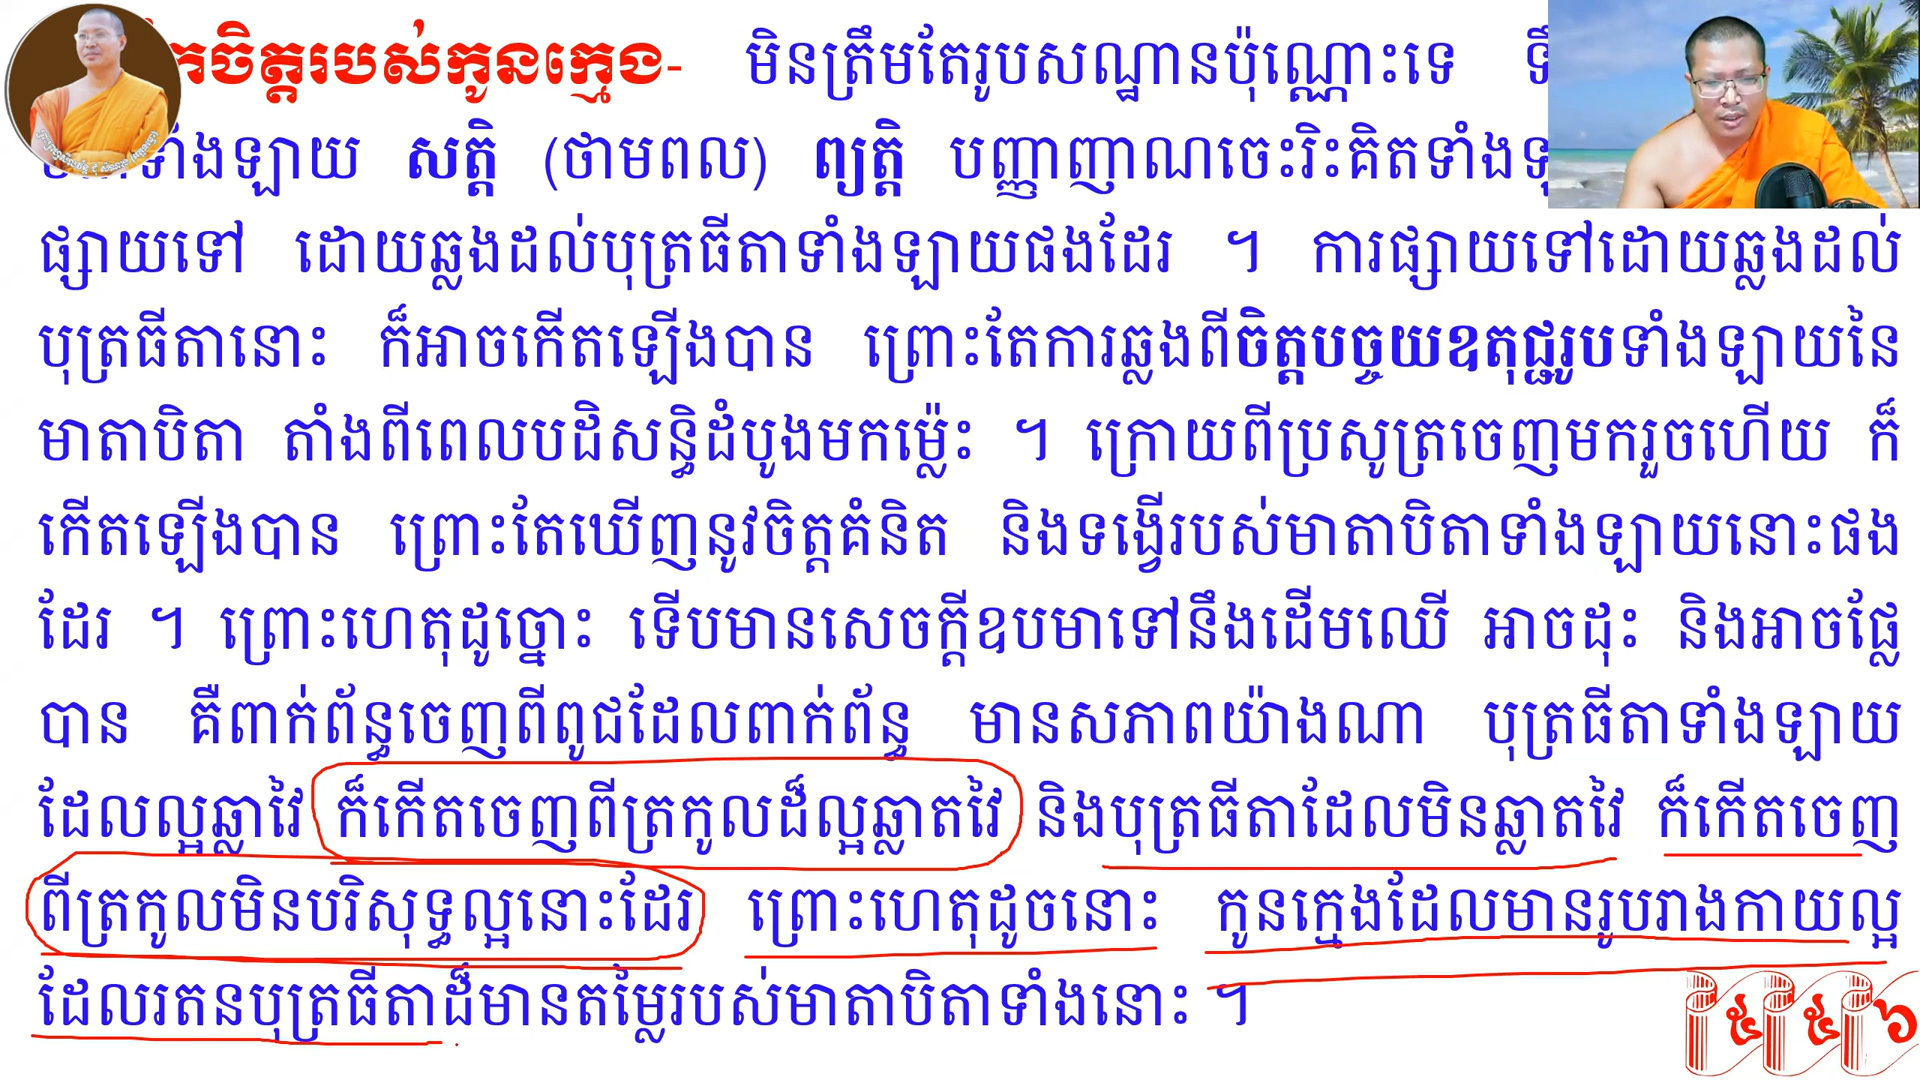 ចិត្តរបស់កូនក្មេង- មិនត្រឹមតែរូបសណ្ឋានប៉ុណ្ណោះទេ
ទាំងឡាយ សត្តិ (ថាមពល) ព្យត្តិ បញ្ញាញាណចេះរិះគិតទាំង
ផ្សាយទៅ ដោយឆ្លងដល់បុត្រធីតាទាំងឡាយផងដែរ ។ ការផ្សាយទៅដោយឆ្លងដល់
បុត្រធីតានោះ ក៏អាចកើតឡើងបាន ព្រោះតែការឆ្លងពីចិត្តបច្ចយឧតុជ្ជរូបទាំងឡាយនៃ
មាតាបិតា តាំងពីពេលបដិសន្ធិដំបូងមកម្ល៉េះ ។ ក្រោយពីប្រសូត្រចេញមករួចហើយ ក៏
កើតឡើងបាន ព្រោះតែឃើញនូវចិត្តគំនិត និងទង្វើរបស់មាតាបិតាទាំងឡាយនោះផង
ដែរ ។ ព្រោះហេតុដូច្នោះ ទើបមានសេចក្តីឧបមាទៅនឹងដើមឈើ អាចដុះ និងអាចផ្លែ
បាន គឺពាក់ព័ន្ធចេញពីពូជដែលពាក់ព័ន្ធ មានសភាពយ៉ាងណា បុត្រធីតាទាំងឡាយ
ដែលល្អឆ្លាវៃ ក៏កើតចេញពីត្រកូលដ៏ល្អឆ្លាតវៃ និងបុត្រធីតាដែលមិនឆ្លាតវៃ ក៏កើតចេញ
ពីត្រកូលមិនបរិសុទ្ធល្អនោះដែរ ព្រោះហេតុដូចនោះ កូនក្មេងដែលមានរូបរាងកាយល្អ
ដែលរតនបុត្រធីតាដ៏មានតម្លៃរបស់មាតាបិតាទាំងនោះ ។